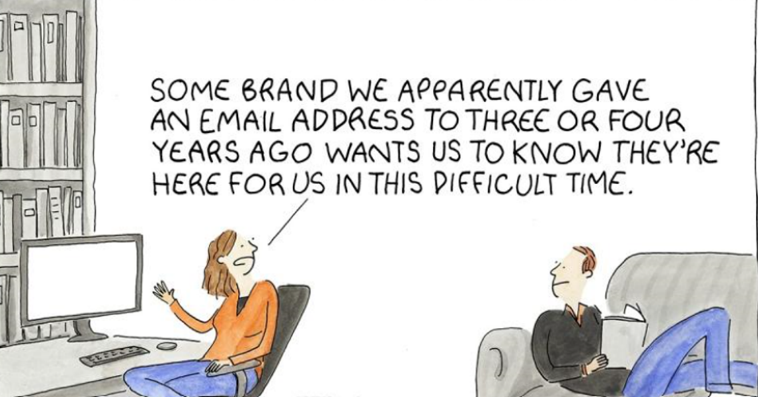 SOME BRAND WE APPARENTLY GAVE
AN EMAIL ADDRESS TO THREE OR FOUR
YEARS AGO WANTS US TO KNOW THEY'RE
HERE FOR US IN THIS DIFFICULT TIME.